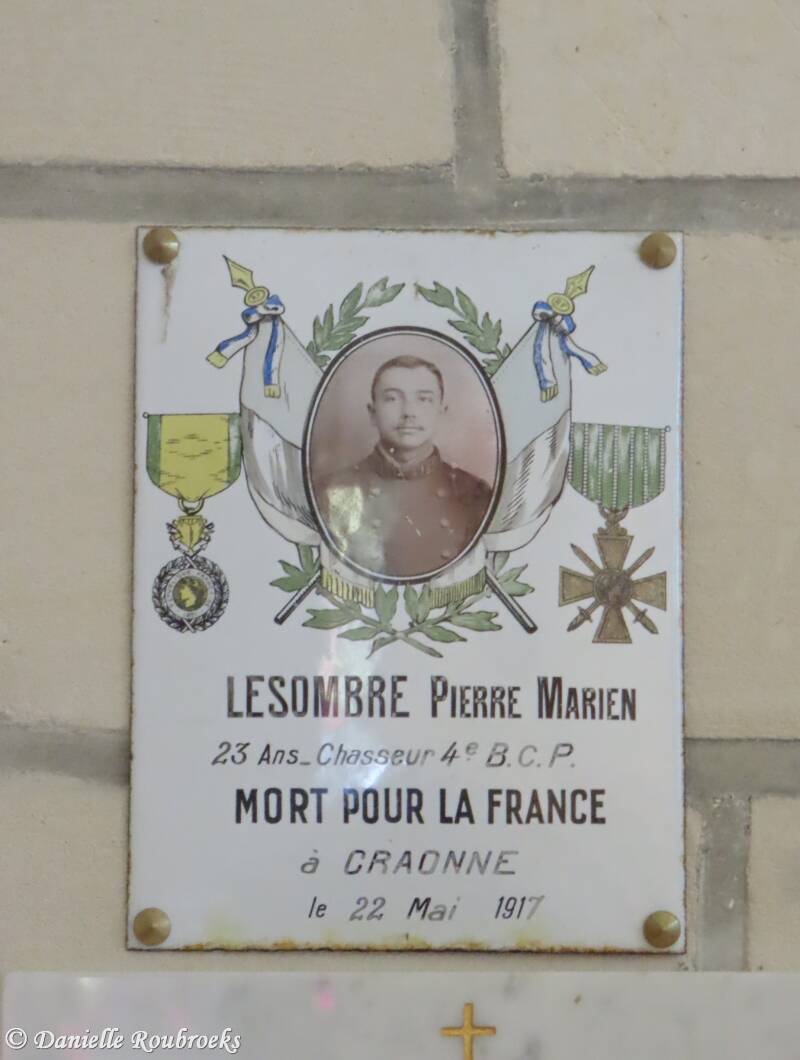 LESOMBRE PIERRE MARIEN
23 Ans_Chasseur 4e B.C.P.
MORT POUR LA FRANCE
à CRAONNE
le 22 Mai 1917
© Danielle Roubroeks